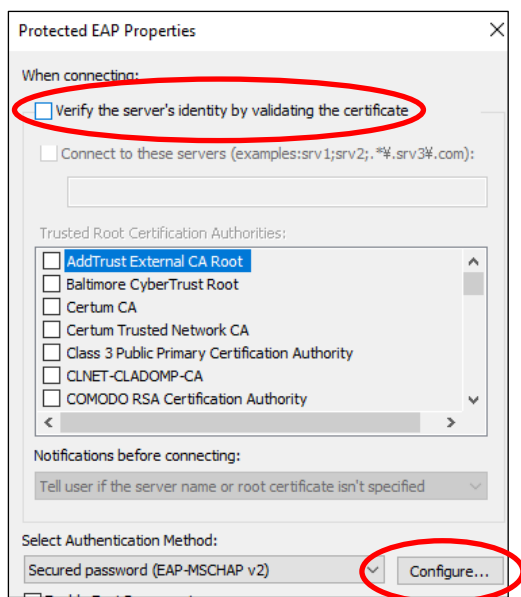 Protected EAP Properties
When connecting:
Verify the server's identity by validating the certificate
Connect to these servers (examples:srv1;srv2;.*¥.srv3¥.com):
Trusted Root Certification Authorities:
AddTrust External CA Root
Baltimore CyberTrust Root
Certum CA
Certum Trusted Network CA
Class 3 Public Primary Certification Authority
CLNET-CLADOMP-CA
COMODO RSA Certification Authority
Notifications before connecting:
Tell user if the server name or root certificate isn't specified
Select Authentication Method:
Secured password (EAP-MSCHAP v2) Configure...